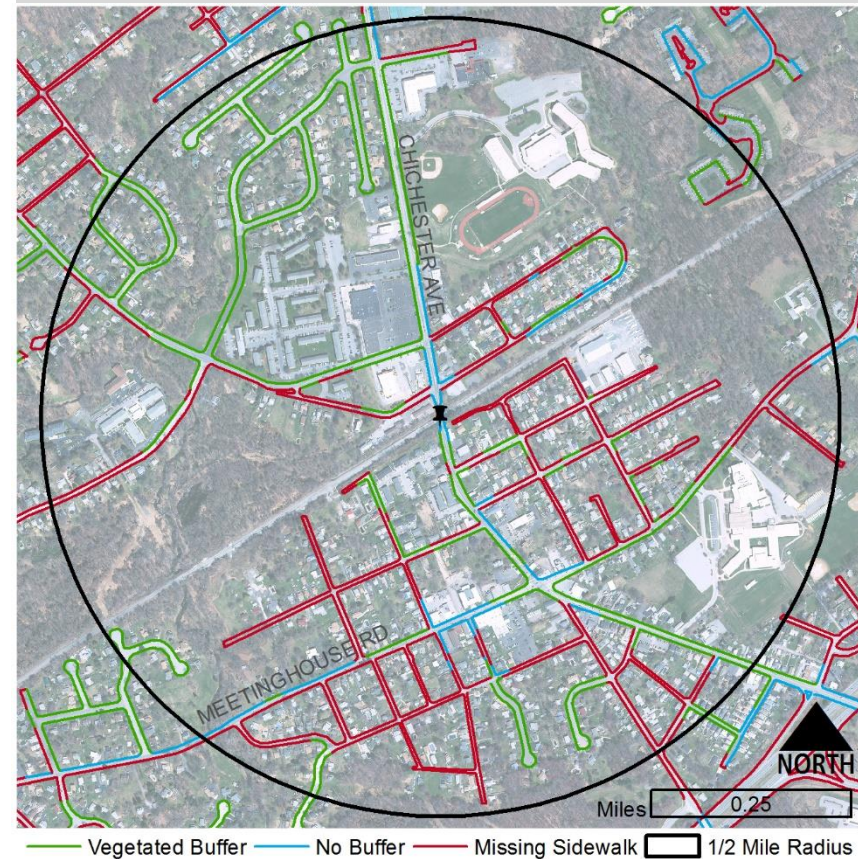 CHICHESTER AVE
MEETINGHOUSE RD
NORTH
Miles 0.25
Vegetated Buffer No Buffer Missing Sidewalk 1/2 Mile Radius